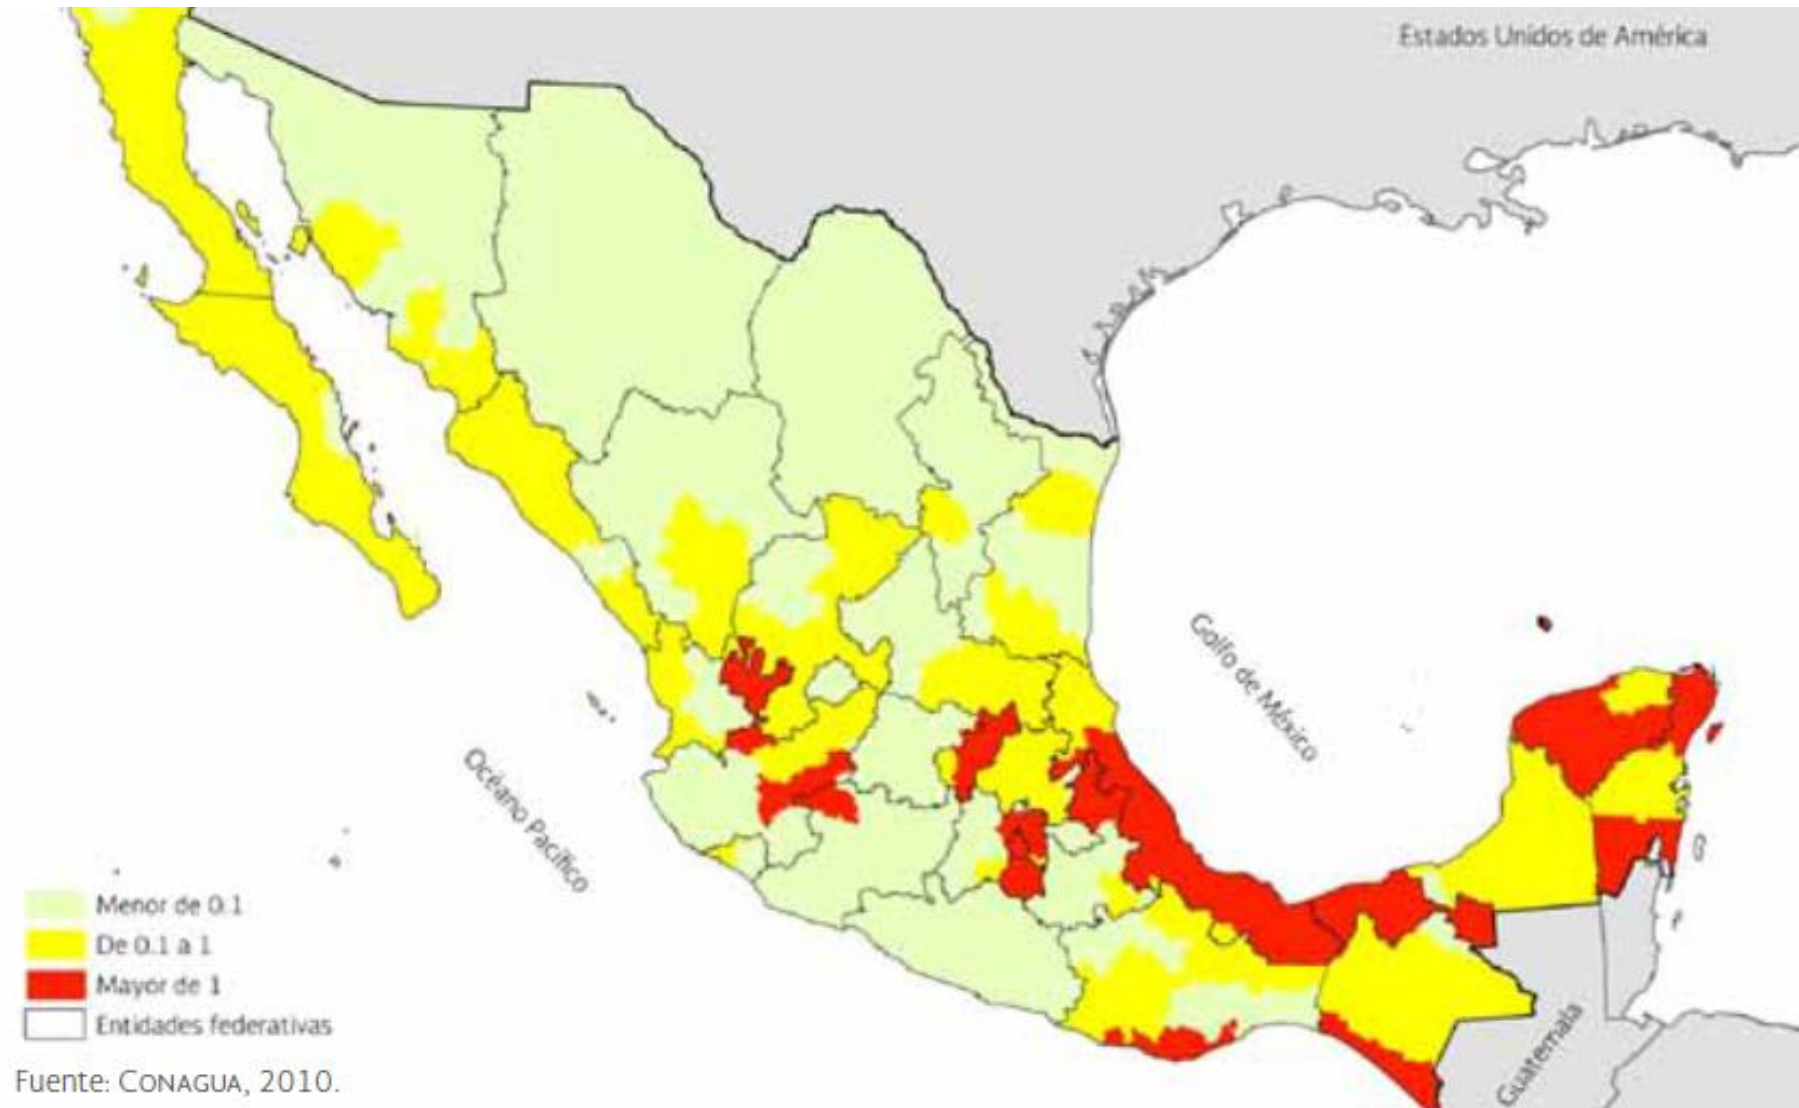 Estados Unidos de América
Golfo de México
Océano Pacífico
Guatemala
Menor de 0.1
De 0.1 a 1
Mayor de 1
Entidades federativas
Fuente: CONAGUA, 2010.